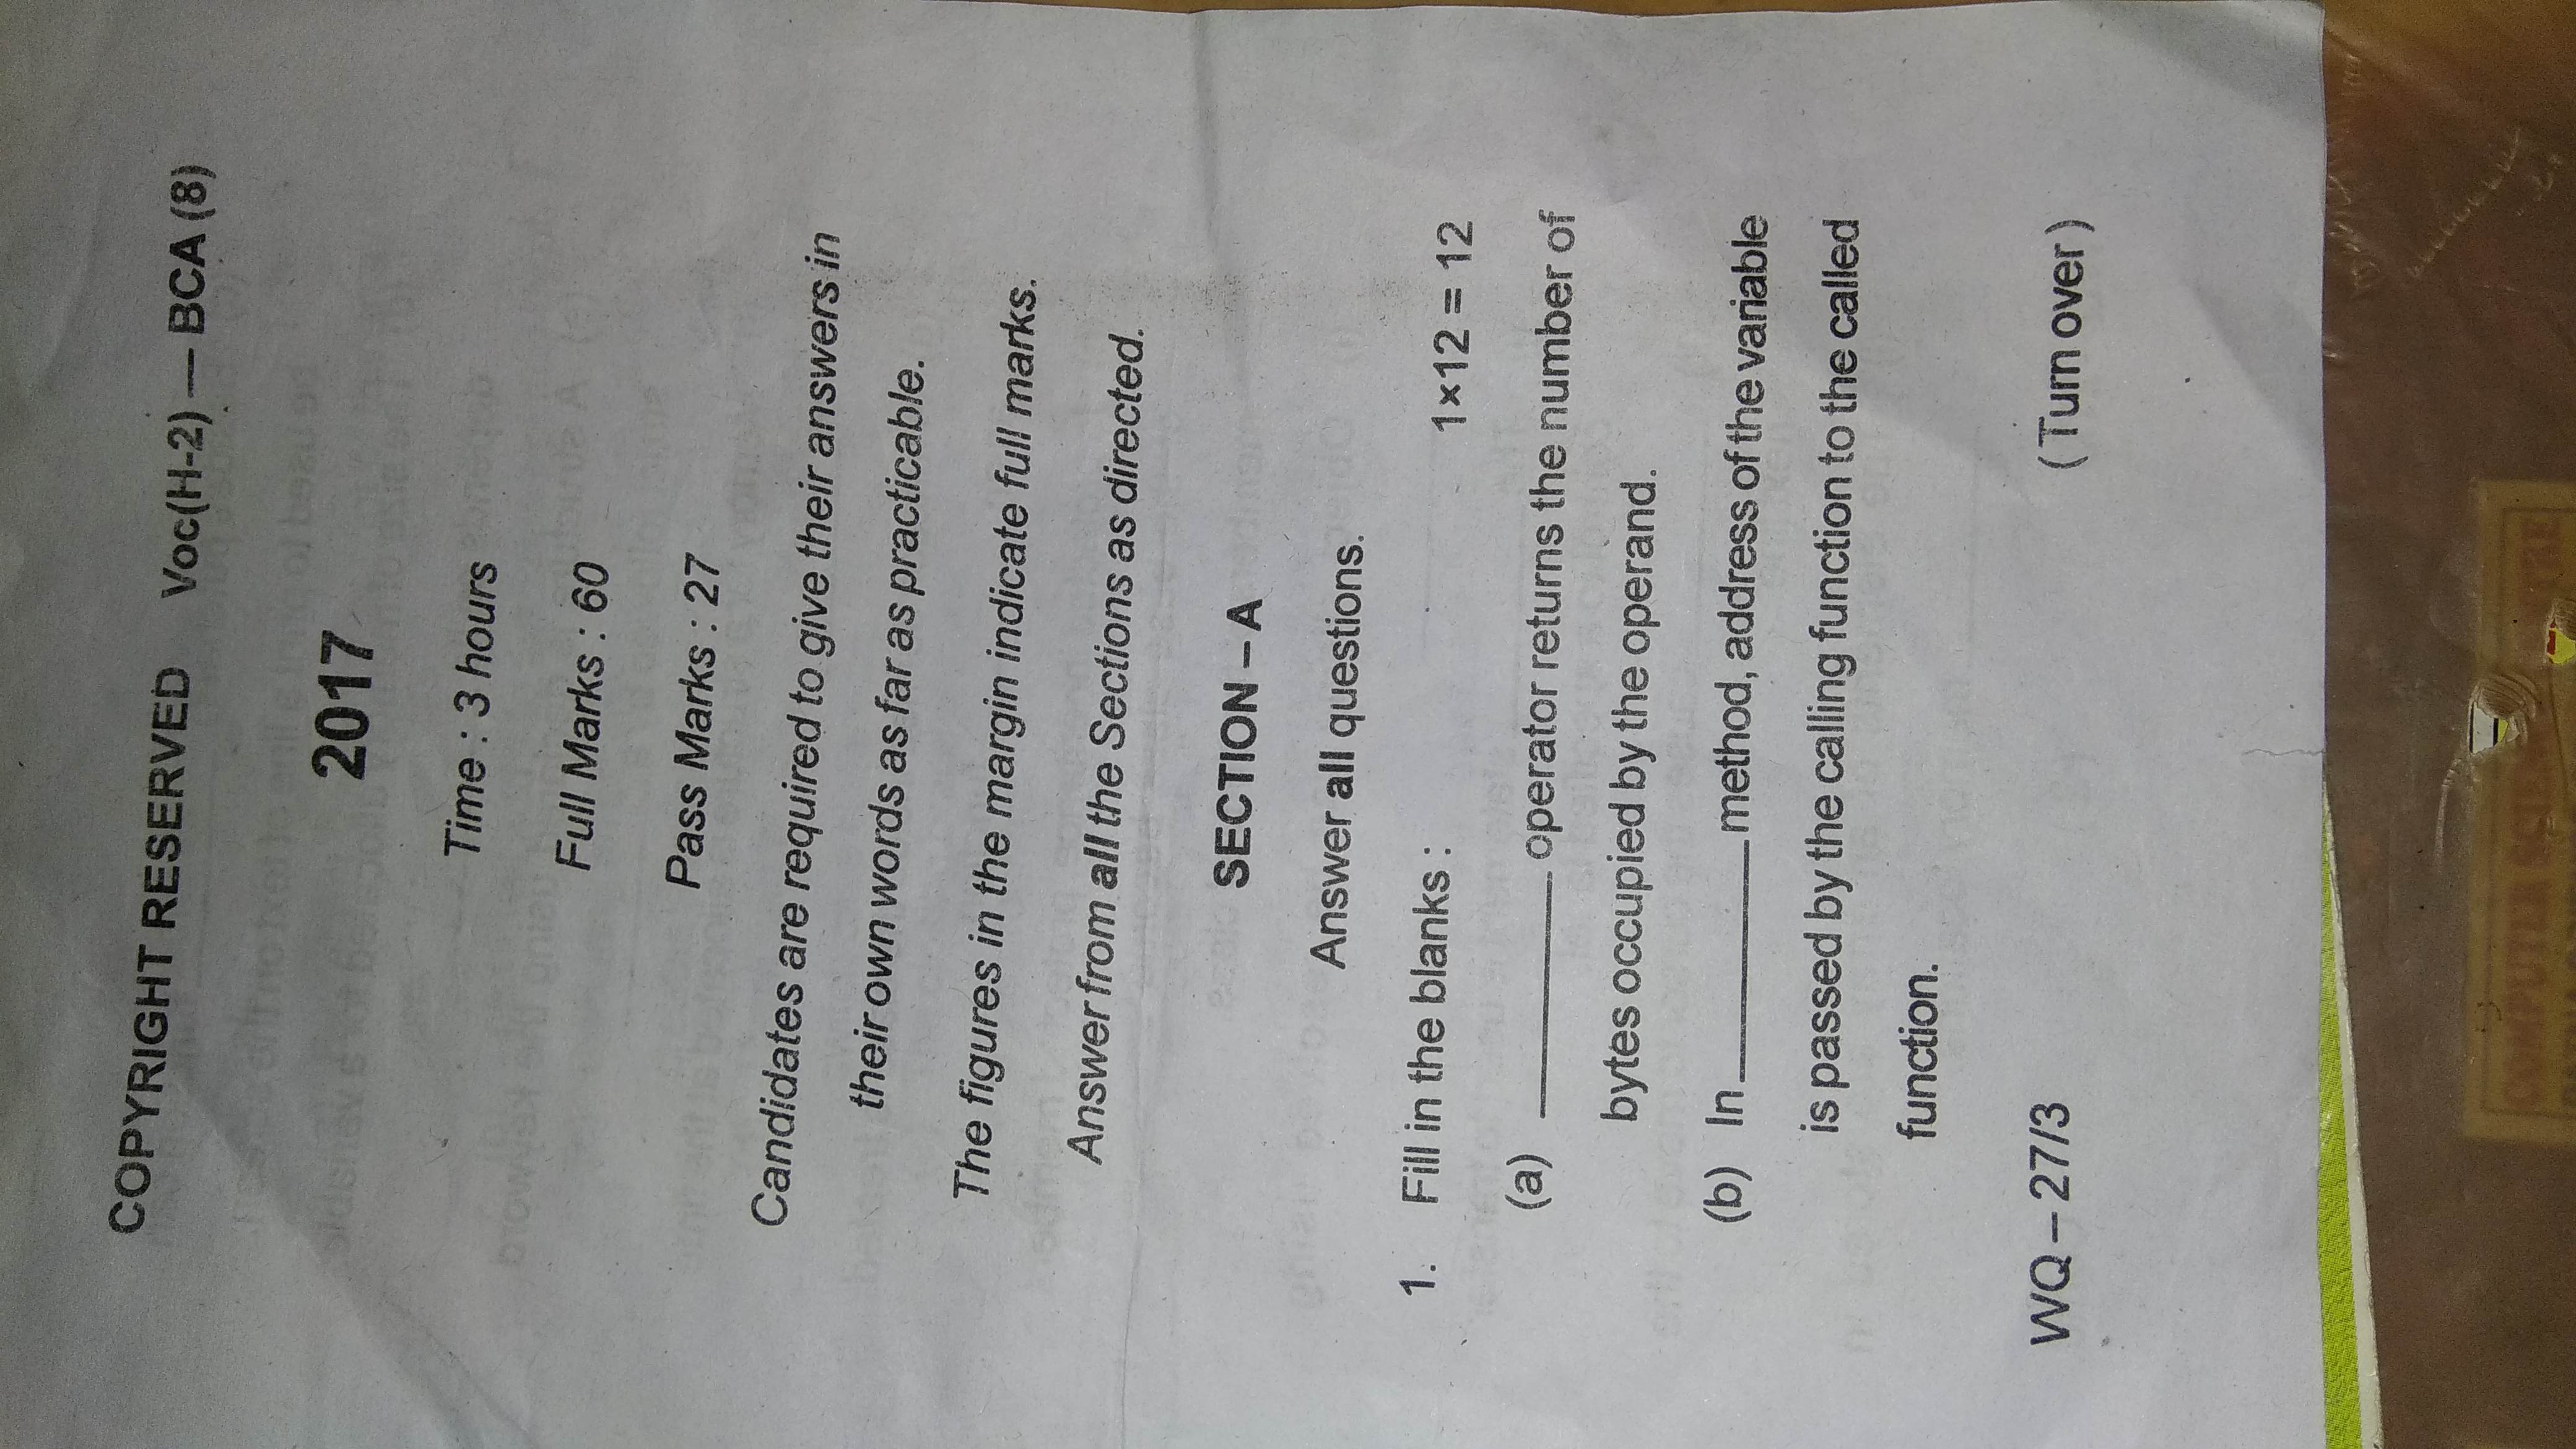 COPYRIGHT RESERVED Voc(H-2) — BCA (8)
2017
Time : 3 hours
Full Marks : 60
Pass Marks : 27
Candidates are required to give their answers in
their own words as far as practicable.
The figures in the margin indicate full marks.
Answer from all the Sections as directed.
SECTION – A
Answer all questions.
1. Fill in the blanks : 1×12 = 12
(a) ________ operator returns the number of
bytes occupied by the operand.
(b) In ________ method, address of the variable
is passed by the calling function to the called
function.
WQ – 27/3 (Turn over)